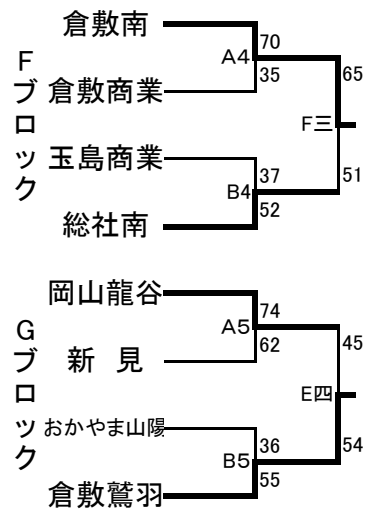 Fブロック
倉敷南
70
A4
35
倉敷商業
65
F三
51
玉島商業
37
B4
52
総社南
Gブロック
岡山龍谷
74
A5
62
新 見
45
E四
54
おかやま山陽
36
B5
55
倉敷鷲羽